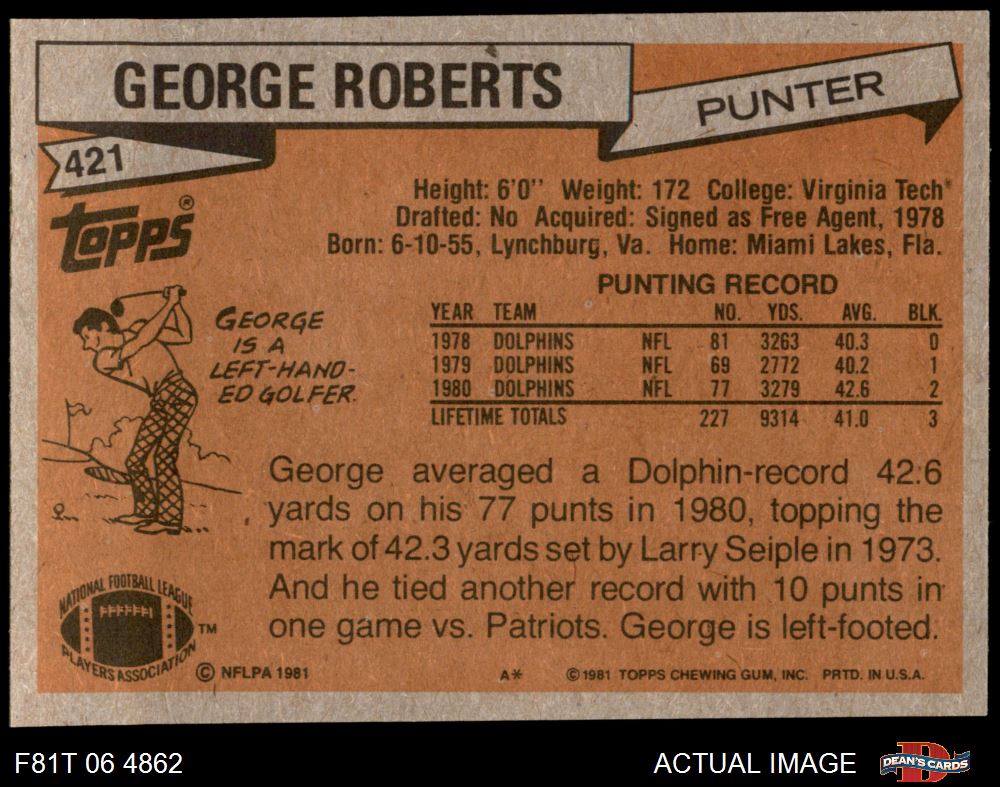 GEORGE ROBERTS
PUNTER
421
TOPPS®
Height: 6'0" Weight: 172 College: Virginia Tech
Drafted: No Acquired: Signed as Free Agent, 1978
Born: 6-10-55, Lynchburg, Va. Home: Miami Lakes, Fla.
PUNTING RECORD
YEAR TEAM NO. YDS. AVG. BLK.
1978 DOLPHINS NFL 81 3263 40.3 0
1979 DOLPHINS NFL 69 2772 40.2 1
1980 DOLPHINS NFL 77 3279 42.6 2
LIFETIME TOTALS 227 9314 41.0 3
GEORGE
IS A
LEFT-HAND-
ED GOLFER.
George averaged a Dolphin-record 42.6
yards on his 77 punts in 1980, topping the
mark of 42.3 yards set by Larry Seiple in 1973.
And he tied another record with 10 punts in
one game vs. Patriots. George is left-footed.
NATIONAL FOOTBALL LEAGUE
PLAYERS ASSOCIATION
TM
© NFLPA 1981
A*
© 1981 TOPPS CHEWING GUM, INC. PRTD. IN U.S.A.
F81T 06 4862
ACTUAL IMAGE
D
DEAN'S CARDS